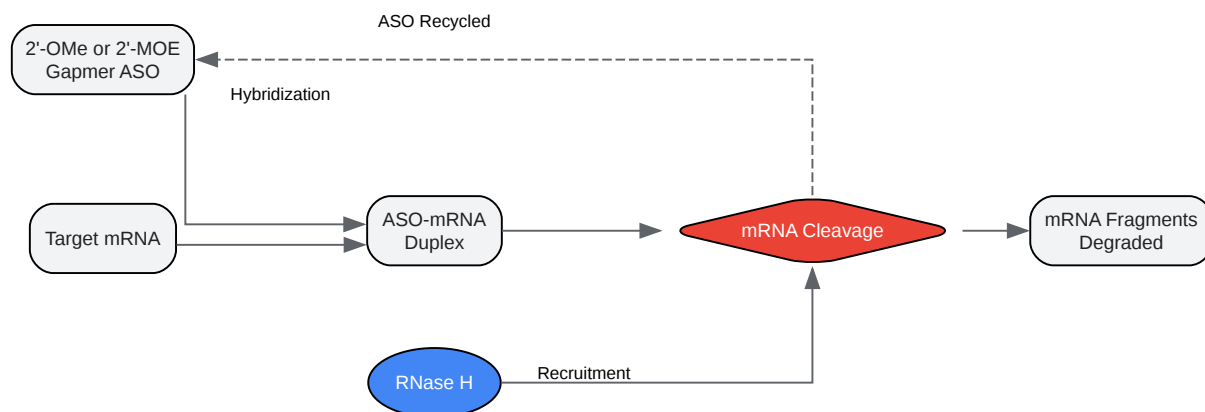 ASO Recycled
2'-OMe or 2'-MOE
Gapmer ASO
Hybridization
Target mRNA
ASO-mRNA
Duplex
mRNA Cleavage
mRNA Fragments
Degraded
RNase H
Recruitment